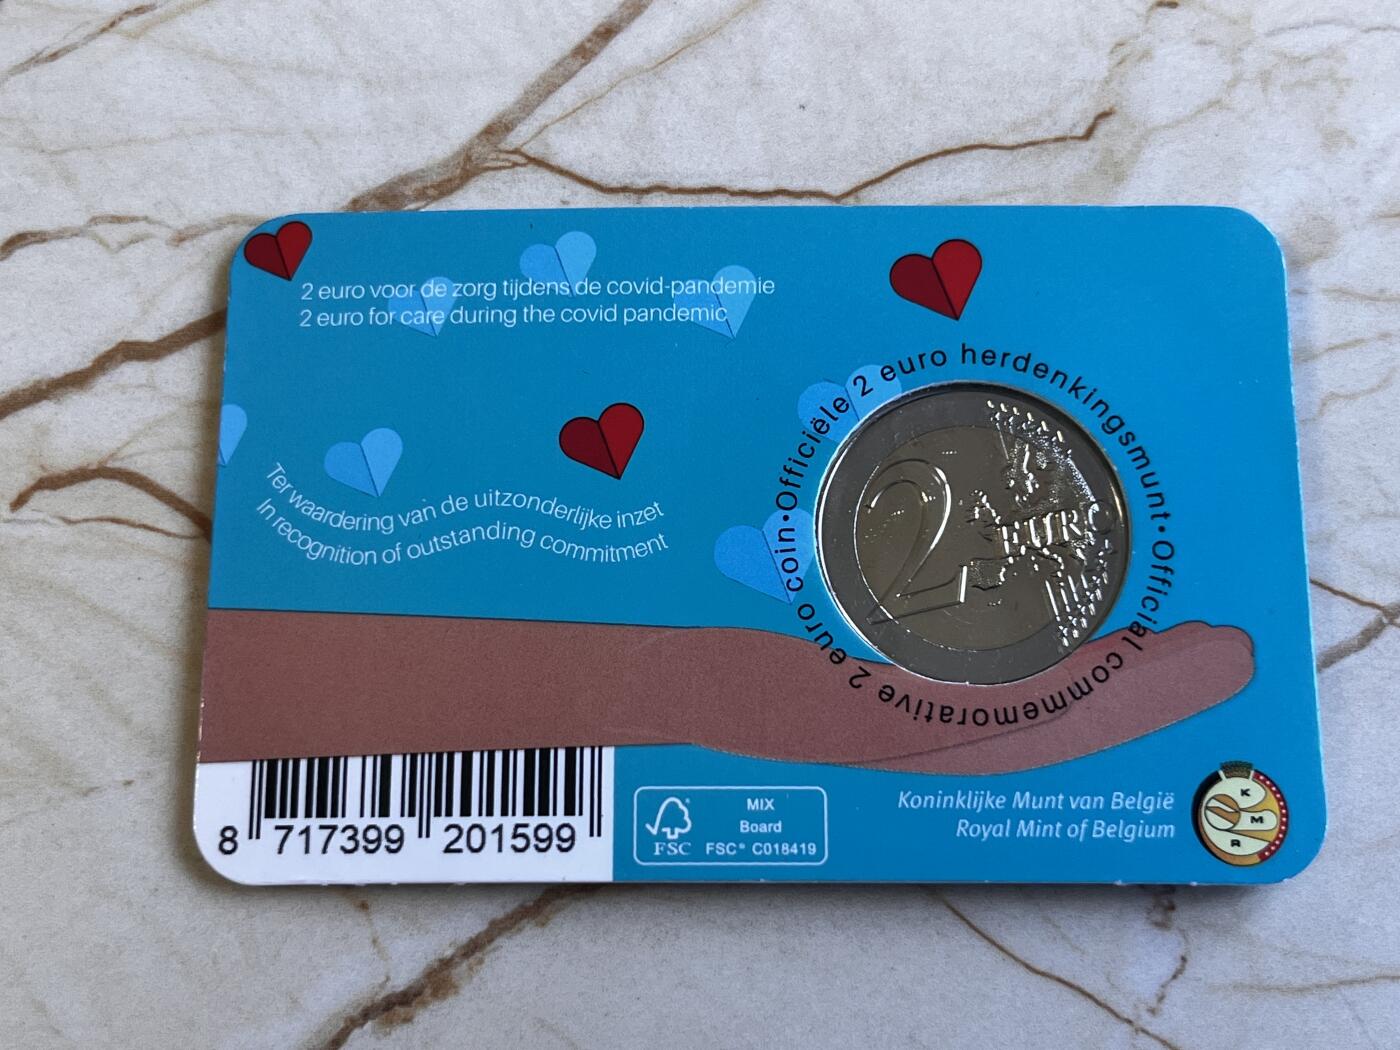 2 euro voor de zorg tijdens de covid-pandemie
2 euro for care during the covid pandemic
Ter waardering van de uitzonderlijke inzet
In recognition of outstanding commitment
Officiële 2 euro herdenkingsmunt • Official commemorative 2 euro coin •
2 EURO
8 717399 201599
FSC
MIX
Board
FSC® C018419
Koninklijke Munt van België
Royal Mint of Belgium
K
M
R